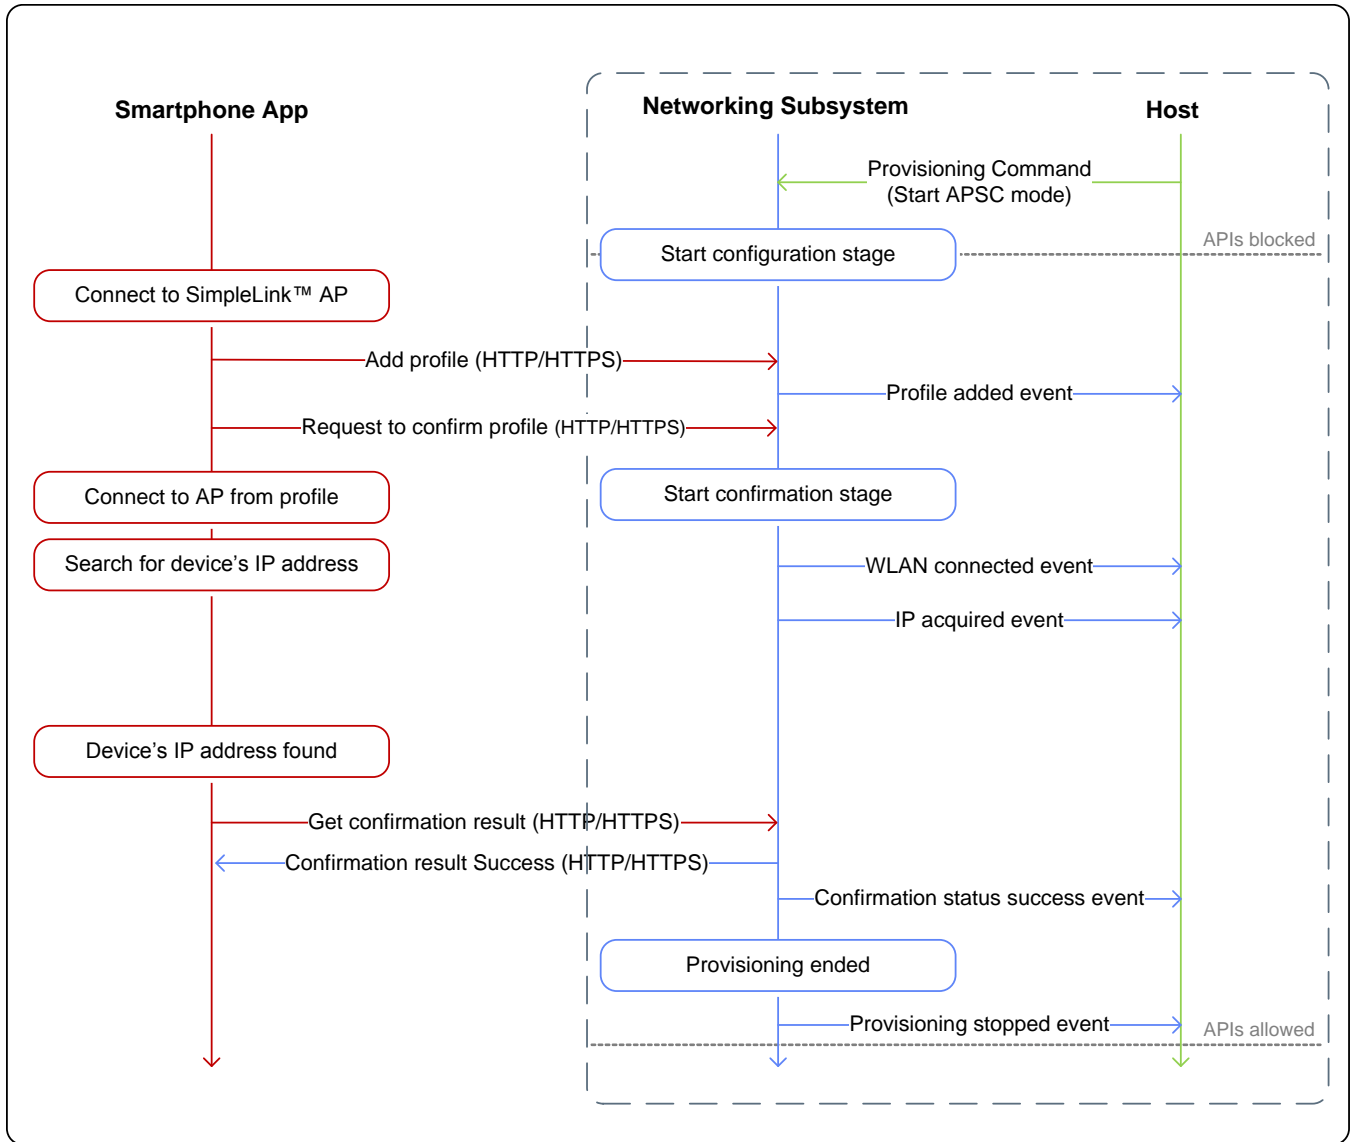 Smartphone App
Networking Subsystem
Host
Provisioning Command
(Start APSC mode)
APIs blocked
Start configuration stage
Connect to SimpleLink™ AP
Add profile (HTTP/HTTPS)
Profile added event
Request to confirm profile (HTTP/HTTPS)
Connect to AP from profile
Start confirmation stage
Search for device’s IP address
WLAN connected event
IP acquired event
Device’s IP address found
Get confirmation result (HTTP/HTTPS)
Confirmation result Success (HTTP/HTTPS)
Confirmation status success event
Provisioning ended
Provisioning stopped event
APIs allowed